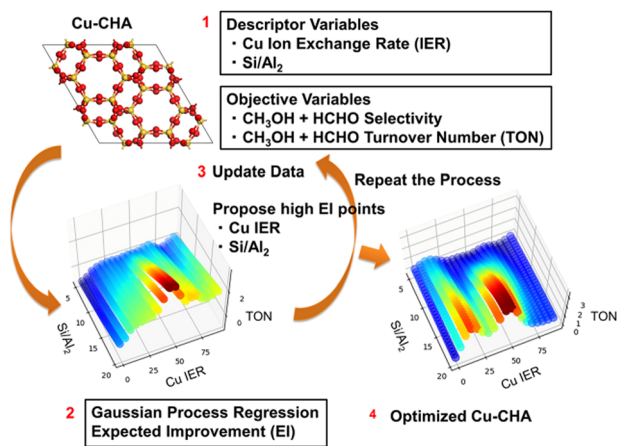 Cu-CHA
1
Descriptor Variables
・Cu Ion Exchange Rate (IER)
・Si/Al2
Objective Variables
・CH3OH + HCHO Selectivity
・CH3OH + HCHO Turnover Number (TON)
3 Update Data
Repeat the Process
Propose high EI points
・Cu IER
・Si/Al2
5
10
15
20
Si/Al2
0
25
50
75
Cu IER
2
0
TON
5
10
15
20
Si/Al2
0
25
50
75
Cu IER
3
2
1
0
TON
2
Gaussian Process Regression
Expected Improvement (EI)
4 Optimized Cu-CHA